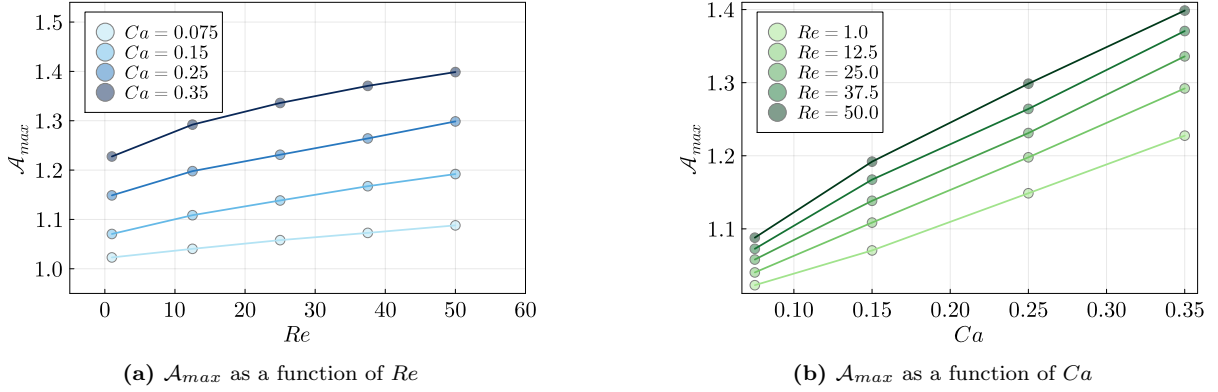 1.5
1.4
1.3
1.2
1.1
1.0
𝒜max
Ca = 0.075
Ca = 0.15
Ca = 0.25
Ca = 0.35
0 10 20 30 40 50 60
Re
(a) 𝒜max as a function of Re
1.4
1.3
1.2
1.1
𝒜max
Re = 1.0
Re = 12.5
Re = 25.0
Re = 37.5
Re = 50.0
0.10 0.15 0.20 0.25 0.30 0.35
Ca
(b) 𝒜max as a function of Ca